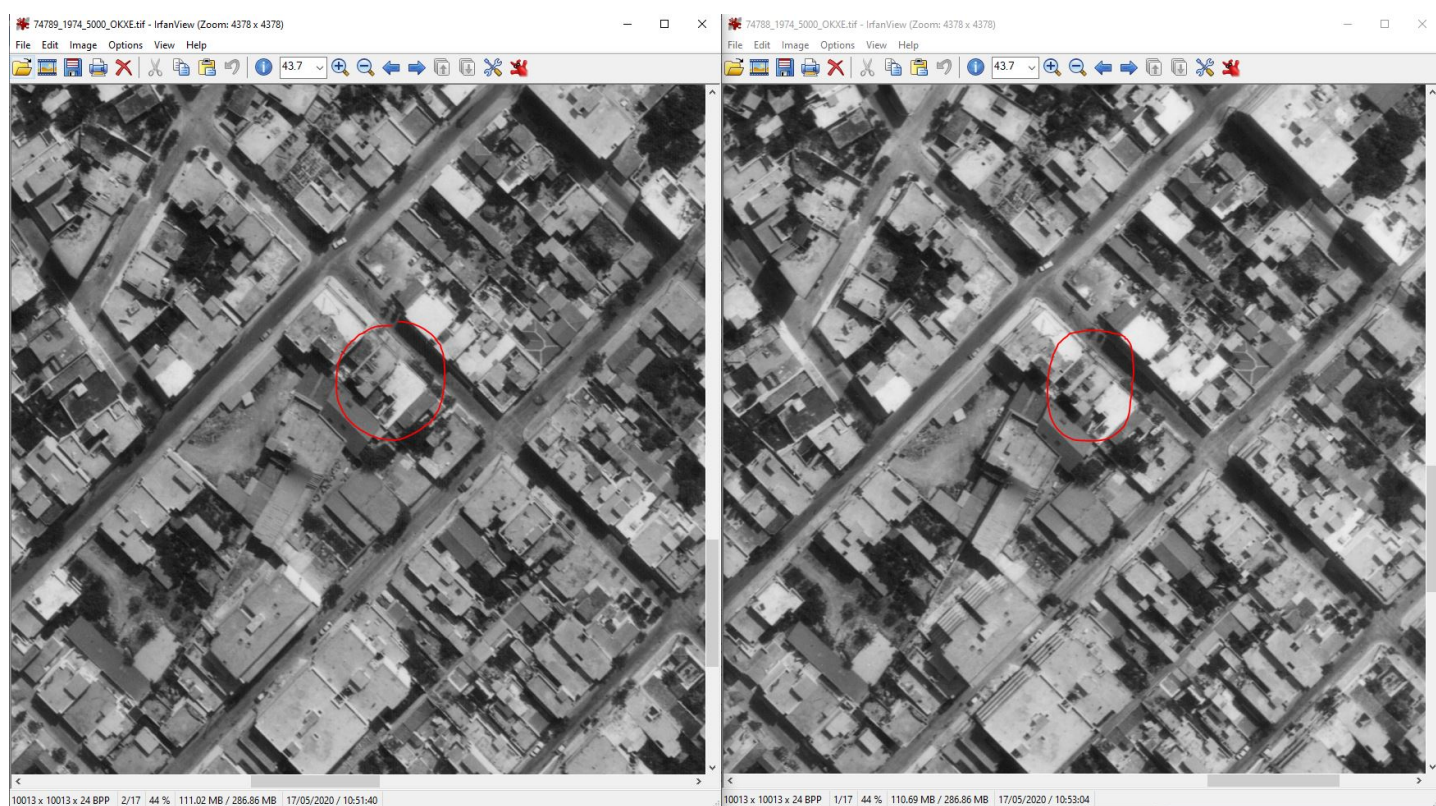 74789_1974_5000_OKXE.tif - IrfanView (Zoom: 4378 x 4378)
File Edit Image Options View Help
43.7
10013 x 10013 x 24 BPP 2/17 44 % 111.02 MB / 286.86 MB 17/05/2020 / 10:51:40
74788_1974_5000_OKXE.tif - IrfanView (Zoom: 4378 x 4378)
File Edit Image Options View Help
43.7
10013 x 10013 x 24 BPP 1/17 44 % 110.69 MB / 286.86 MB 17/05/2020 / 10:53:04